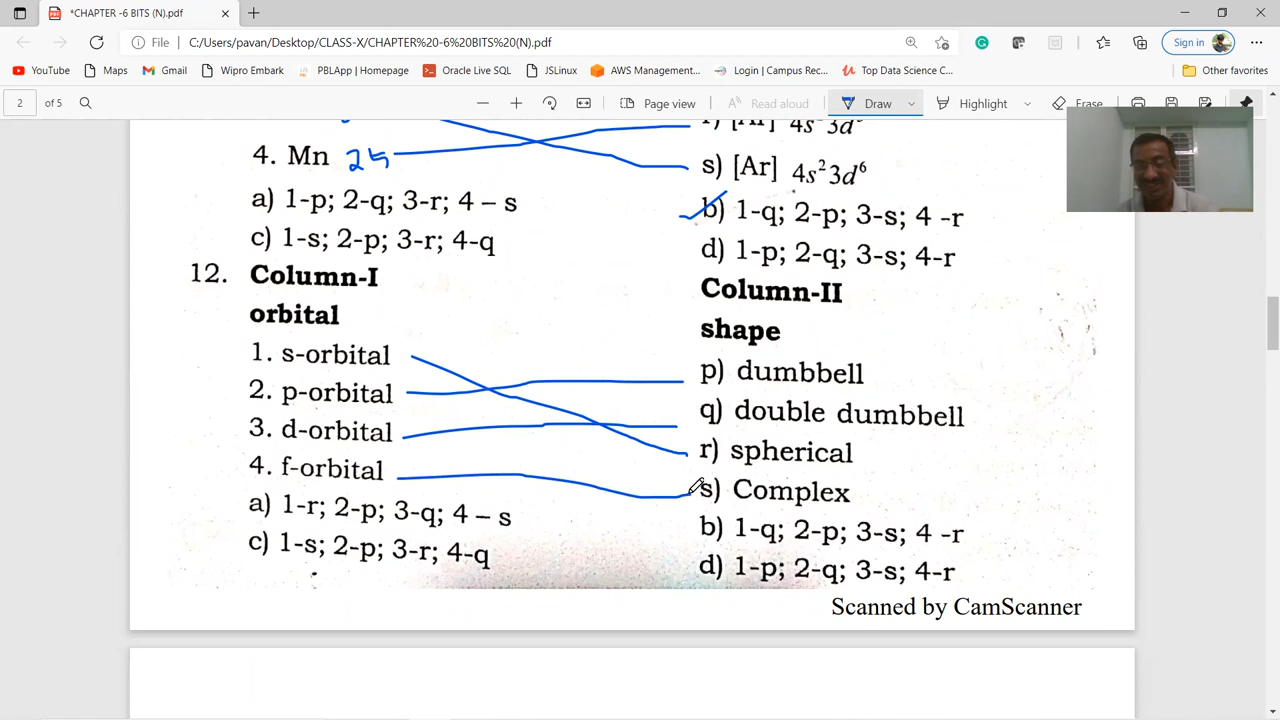 *CHAPTER -6 BITS (N).pdf
File C:/Users/pavan/Desktop/CLASS-X/CHAPTER%20-6%20BITS%20(N).pdf Sign in
YouTube Maps Gmail Wipro Embark PBLApp | Homepage Oracle Live SQL JSLinux AWS Management... Login | Campus Rec... Top Data Science C... Other favorites
2 of 5 Page view Read aloud Draw Highlight Erase
4. Mn 25
s) [Ar] 4s² 3d⁶
a) 1-p; 2-q; 3-r; 4 – s
b) 1-q; 2-p; 3-s; 4 -r
c) 1-s; 2-p; 3-r; 4-q
d) 1-p; 2-q; 3-s; 4-r
12. Column-I Column-II
orbital shape
1. s-orbital p) dumbbell
2. p-orbital q) double dumbbell
3. d-orbital r) spherical
4. f-orbital s) Complex
a) 1-r; 2-p; 3-q; 4 – s b) 1-q; 2-p; 3-s; 4 -r
c) 1-s; 2-p; 3-r; 4-q d) 1-p; 2-q; 3-s; 4-r
Scanned by CamScanner